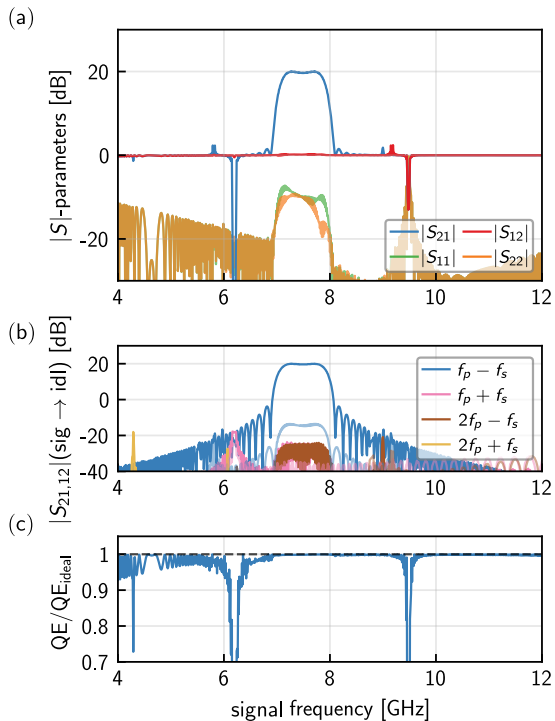 (a)
|S|-parameters [dB]
20
0
−20
|S₂₁| |S₁₂|
|S₁₁| |S₂₂|
4 6 8 10 12
(b)
|S₂₁,₁₂|(sig → idl) [dB]
20
0
−20
−40
fₚ − fₛ
fₚ + fₛ
2fₚ − fₛ
2fₚ + fₛ
4 6 8 10 12
(c)
QE/QE_ideal
1
0.9
0.8
0.7
4 6 8 10 12
signal frequency [GHz]